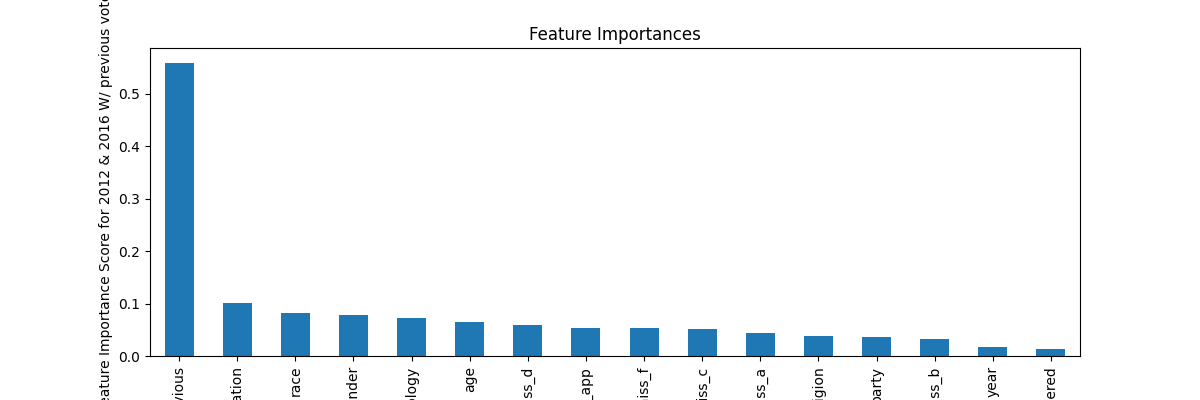 Feature Importances
eature Importance Score for 2012 & 2016 W/ previous vot
0.5
0.4
0.3
0.2
0.1
0.0
vious
ation
race
nder
ology
age
ss_d
_app
iss_f
iss_c
ss_a
igion
party
ss_b
year
ered